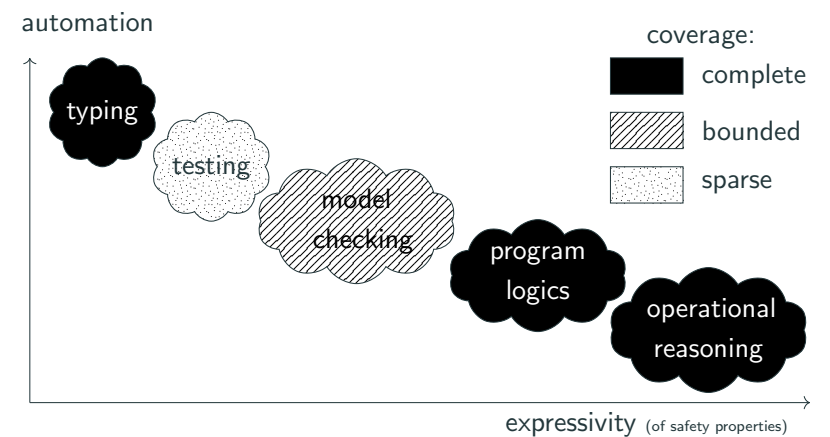 automation
coverage:
complete
bounded
sparse
typing
testing
model
checking
program
logics
operational
reasoning
expressivity (of safety properties)